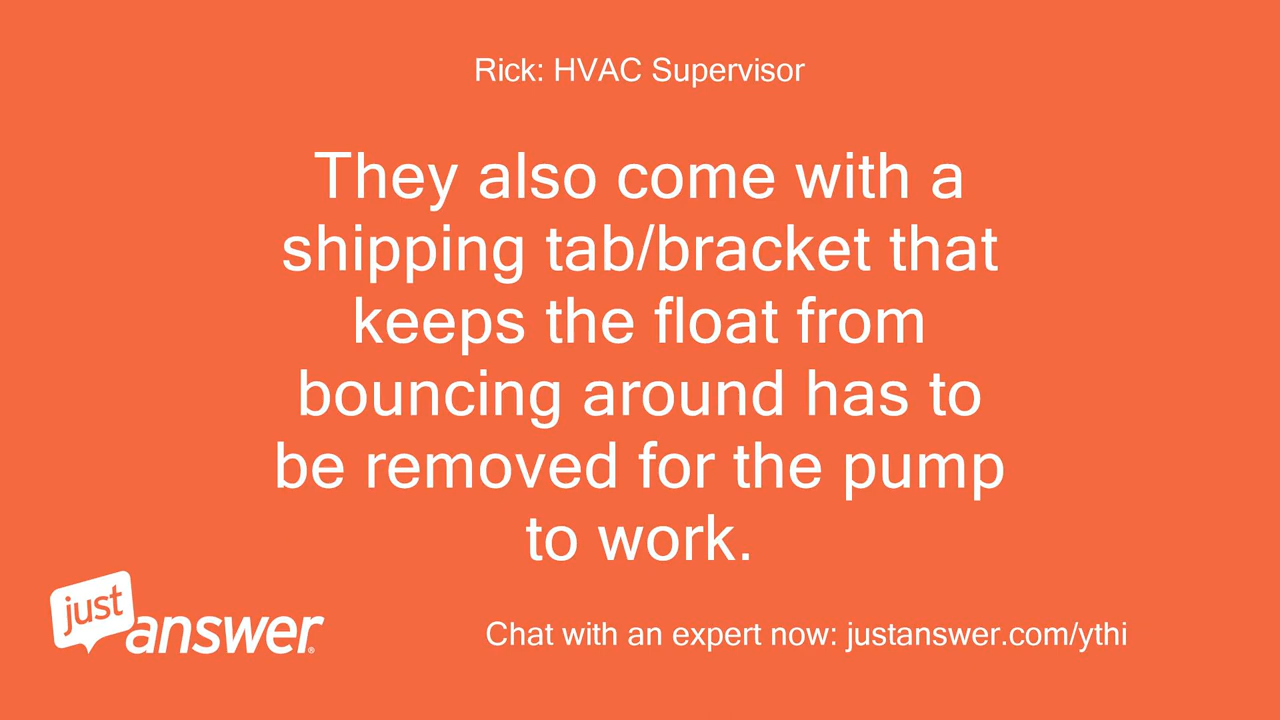 Rick: HVAC Supervisor
They also come with a
shipping tab/bracket that
keeps the float from
bouncing around has to
be removed for the pump
to work.
just
answer®
Chat with an expert now: justanswer.com/ythi